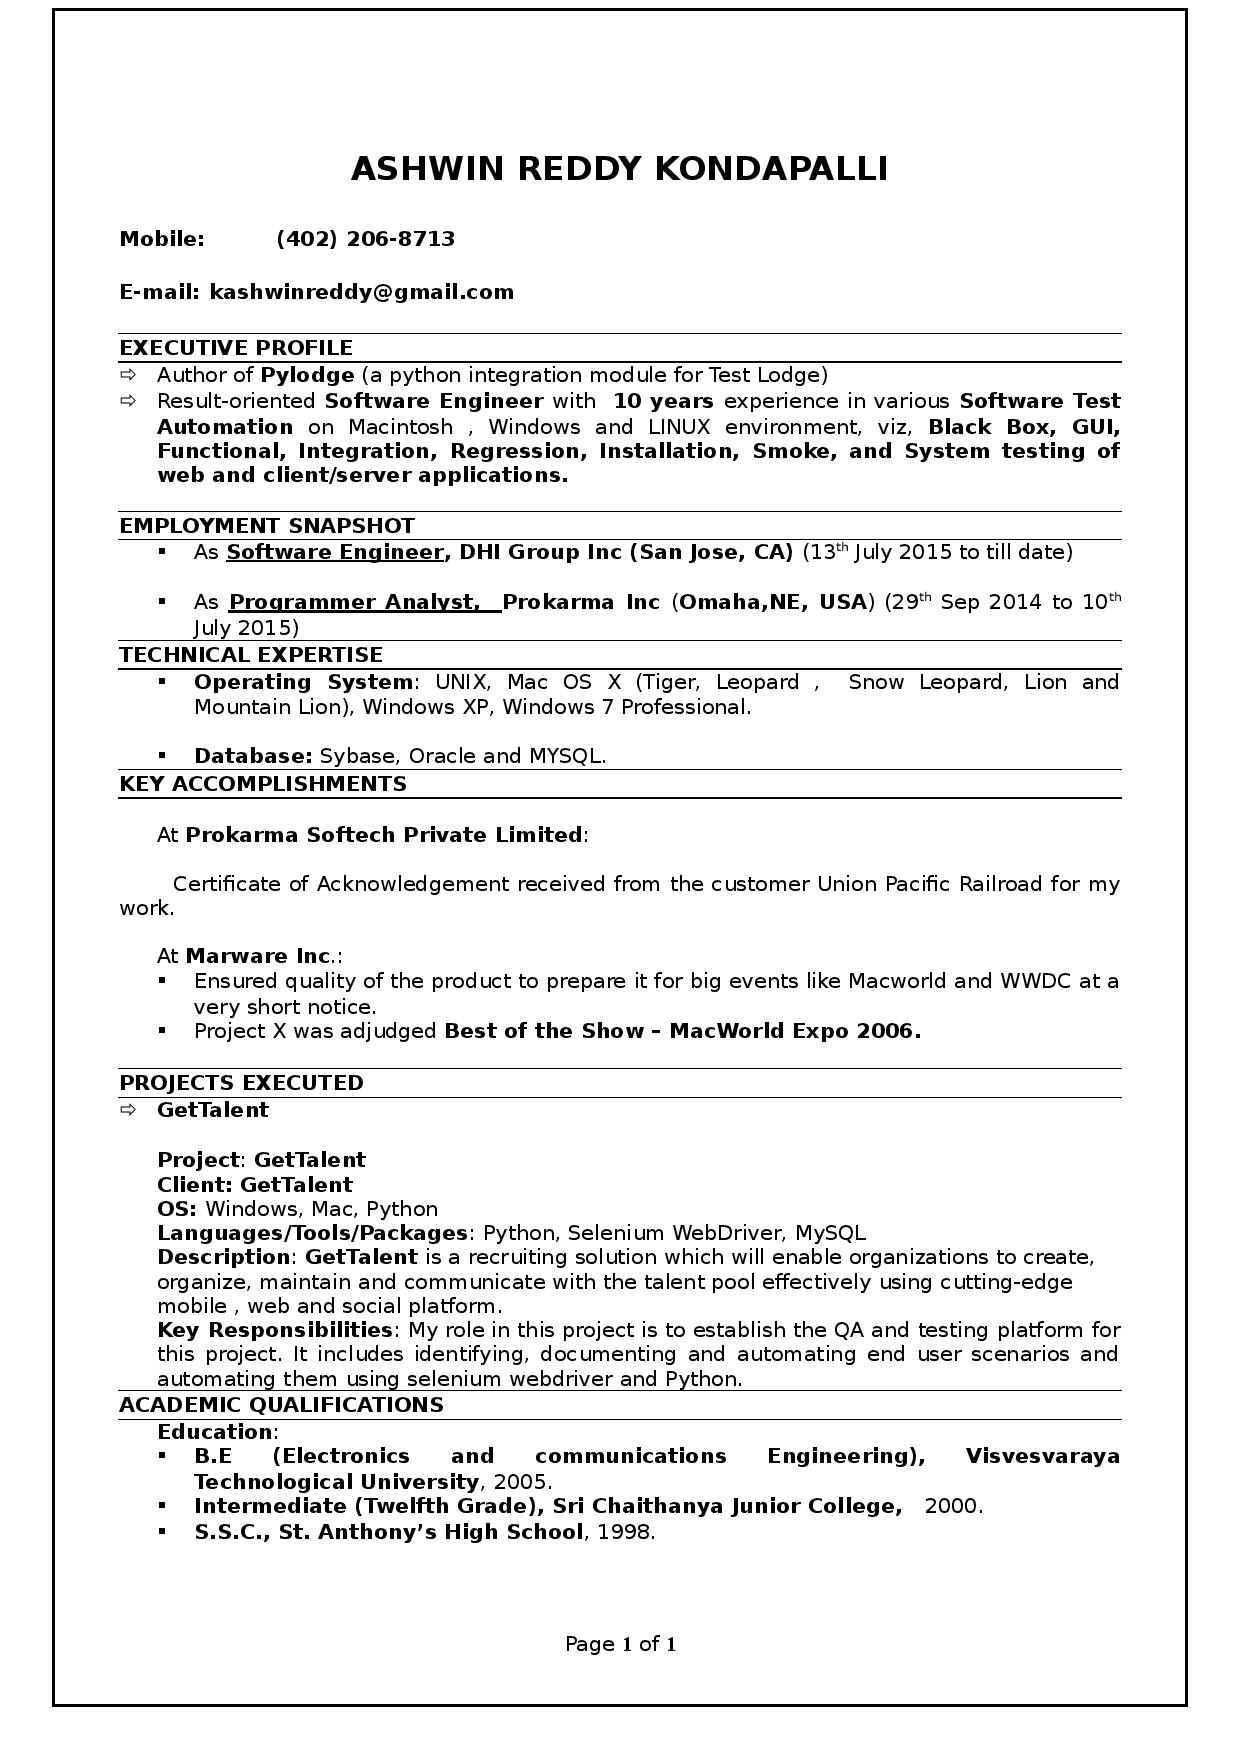 ASHWIN REDDY KONDAPALLI
Mobile: (402) 206-8713
E-mail: kashwinreddy@gmail.com
EXECUTIVE PROFILE
⇨ Author of Pylodge (a python integration module for Test Lodge)
⇨ Result-oriented Software Engineer with 10 years experience in various Software Test
Automation on Macintosh , Windows and LINUX environment, viz, Black Box, GUI,
Functional, Integration, Regression, Installation, Smoke, and System testing of
web and client/server applications.
EMPLOYMENT SNAPSHOT
▪ As Software Engineer, DHI Group Inc (San Jose, CA) (13th July 2015 to till date)
▪ As Programmer Analyst, Prokarma Inc (Omaha,NE, USA) (29th Sep 2014 to 10th
July 2015)
TECHNICAL EXPERTISE
▪ Operating System: UNIX, Mac OS X (Tiger, Leopard , Snow Leopard, Lion and
Mountain Lion), Windows XP, Windows 7 Professional.
▪ Database: Sybase, Oracle and MYSQL.
KEY ACCOMPLISHMENTS
At Prokarma Softech Private Limited:
Certificate of Acknowledgement received from the customer Union Pacific Railroad for my
work.
At Marware Inc.:
▪ Ensured quality of the product to prepare it for big events like Macworld and WWDC at a
very short notice.
▪ Project X was adjudged Best of the Show – MacWorld Expo 2006.
PROJECTS EXECUTED
⇨ GetTalent
Project: GetTalent
Client: GetTalent
OS: Windows, Mac, Python
Languages/Tools/Packages: Python, Selenium WebDriver, MySQL
Description: GetTalent is a recruiting solution which will enable organizations to create,
organize, maintain and communicate with the talent pool effectively using cutting-edge
mobile , web and social platform.
Key Responsibilities: My role in this project is to establish the QA and testing platform for
this project. It includes identifying, documenting and automating end user scenarios and
automating them using selenium webdriver and Python.
ACADEMIC QUALIFICATIONS
Education:
▪ B.E (Electronics and communications Engineering), Visvesvaraya
Technological University, 2005.
▪ Intermediate (Twelfth Grade), Sri Chaithanya Junior College, 2000.
▪ S.S.C., St. Anthony’s High School, 1998.
Page 1 of 1